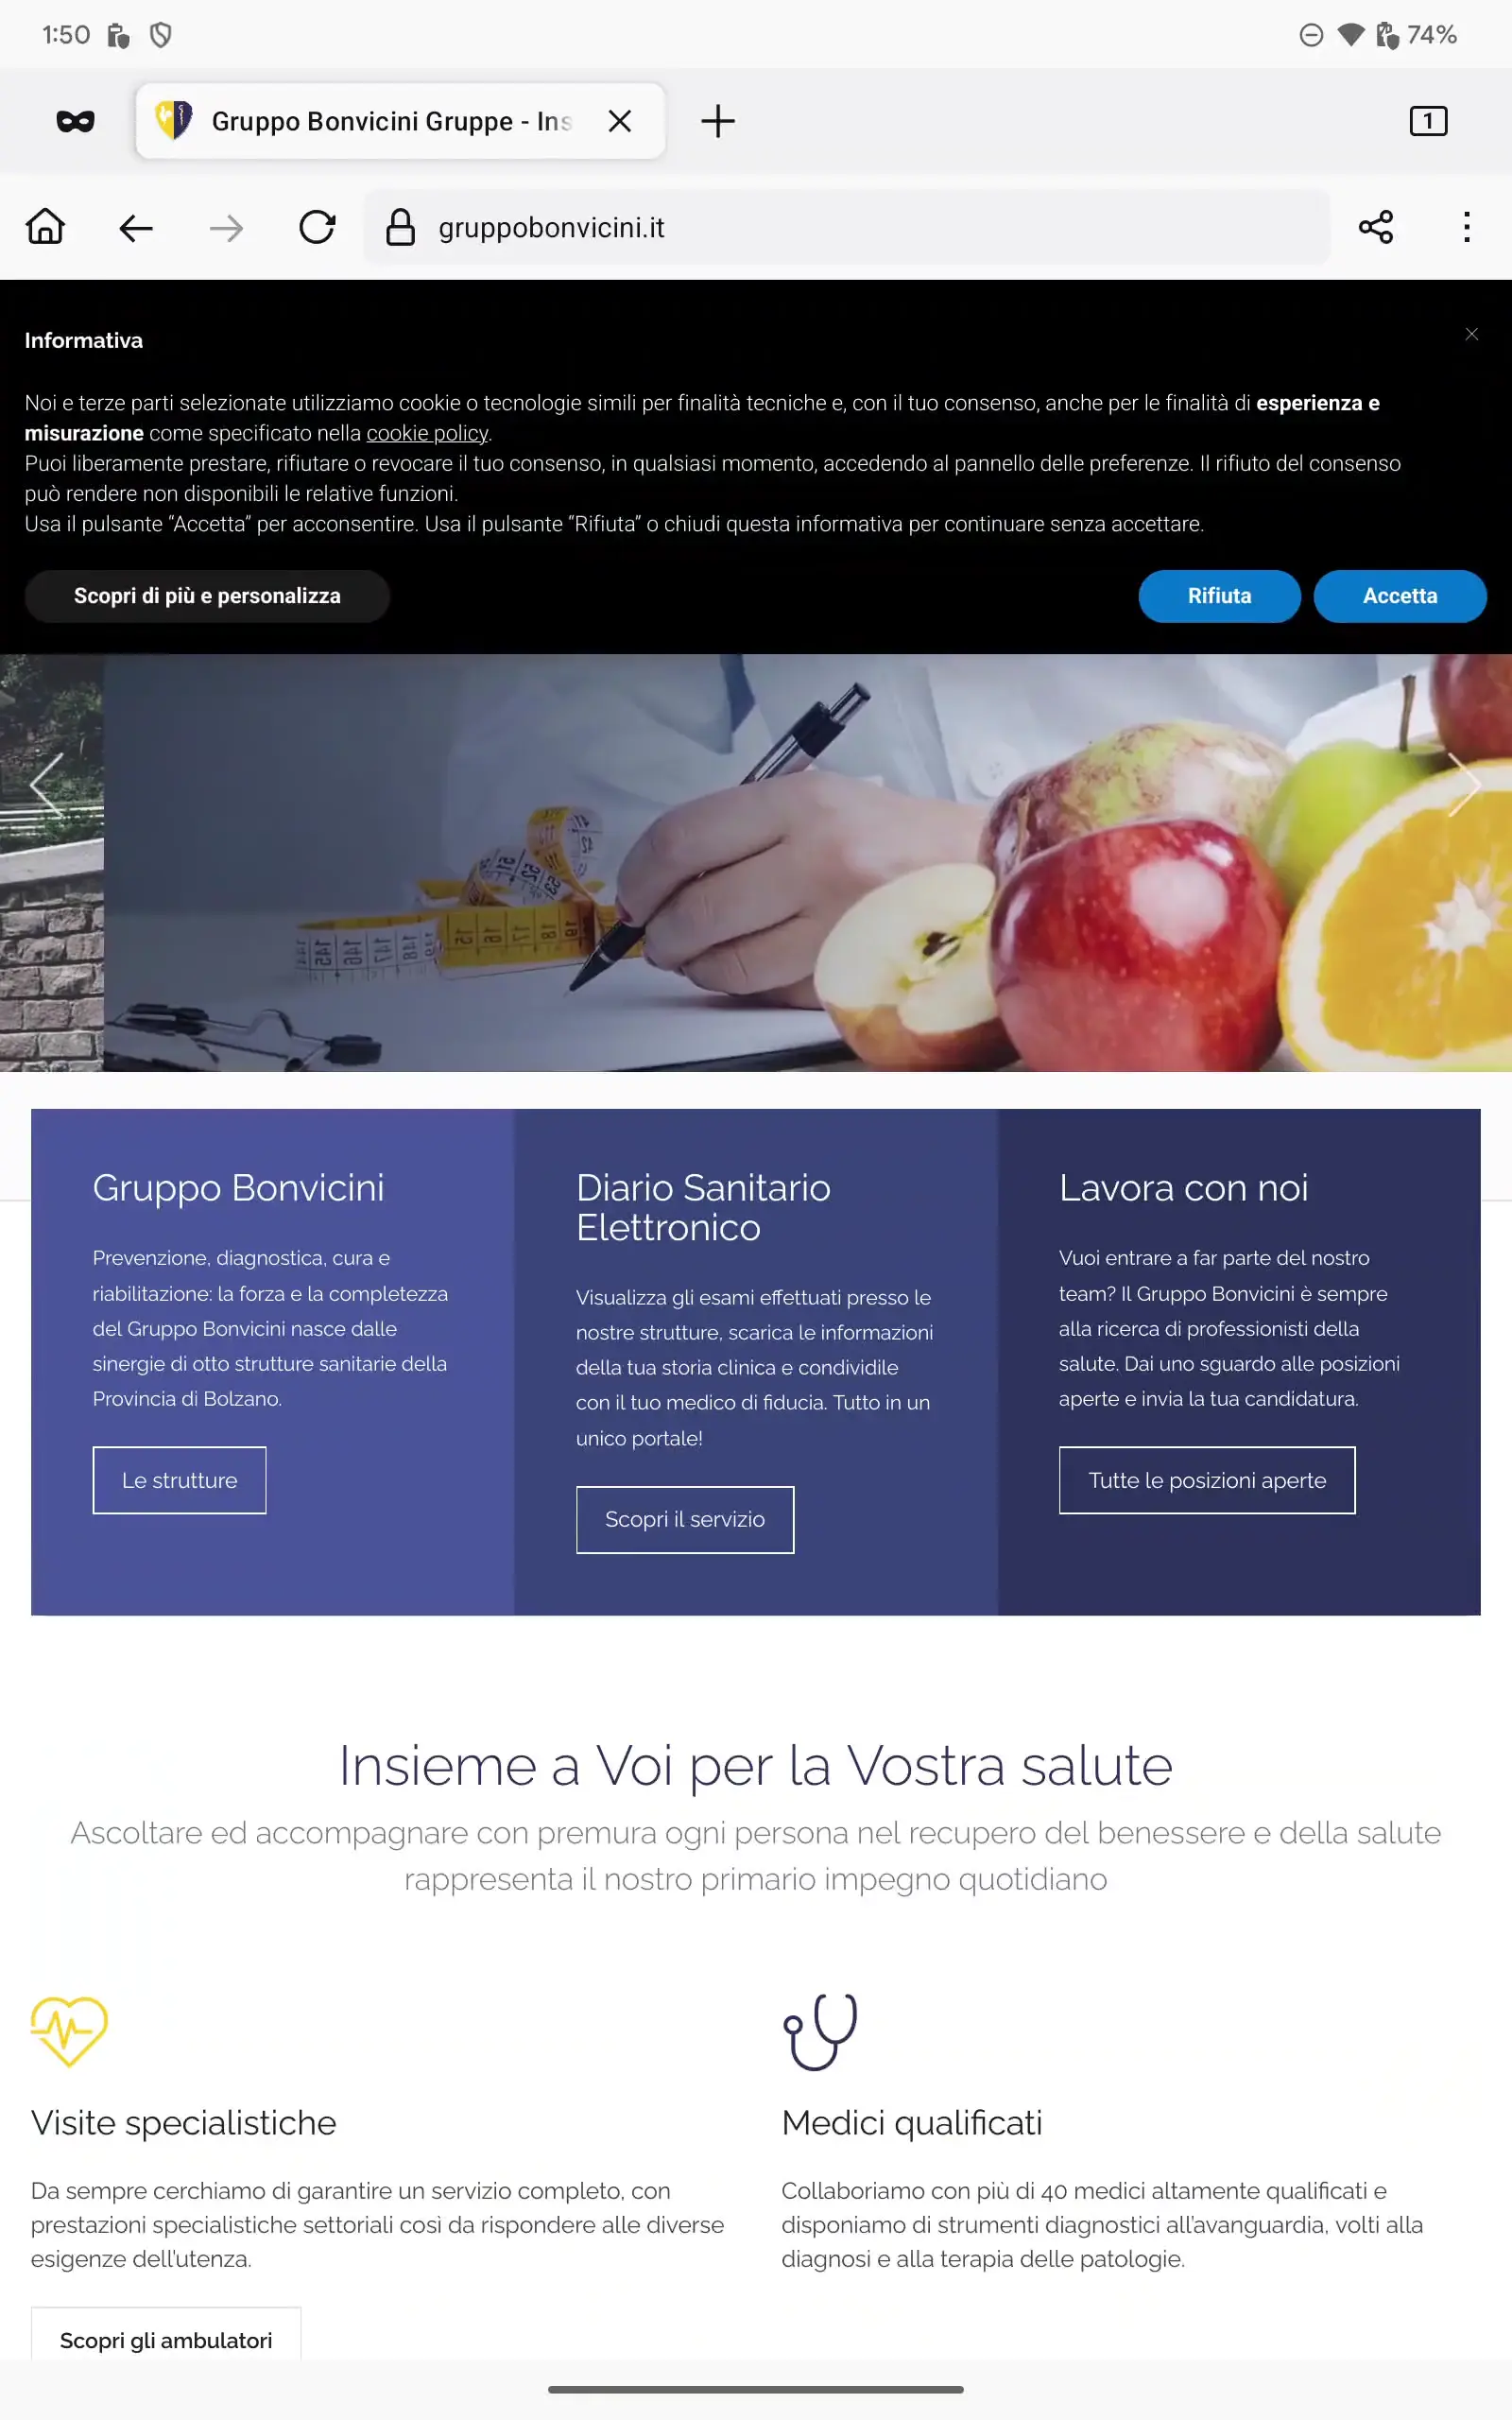 1:50
74%
Gruppo Bonvicini Gruppe - Ins
1
gruppobonvicini.it
Informativa
Noi e terze parti selezionate utilizziamo cookie o tecnologie simili per finalità tecniche e, con il tuo consenso, anche per le finalità di esperienza e
misurazione come specificato nella cookie policy.
Puoi liberamente prestare, rifiutare o revocare il tuo consenso, in qualsiasi momento, accedendo al pannello delle preferenze. Il rifiuto del consenso
può rendere non disponibili le relative funzioni.
Usa il pulsante “Accetta” per acconsentire. Usa il pulsante “Rifiuta” o chiudi questa informativa per continuare senza accettare.
Scopri di più e personalizza
Rifiuta
Accetta
Gruppo Bonvicini
Prevenzione, diagnostica, cura e
riabilitazione: la forza e la completezza
del Gruppo Bonvicini nasce dalle
sinergie di otto strutture sanitarie della
Provincia di Bolzano.
Le strutture
Diario Sanitario
Elettronico
Visualizza gli esami effettuati presso le
nostre strutture, scarica le informazioni
della tua storia clinica e condividile
con il tuo medico di fiducia. Tutto in un
unico portale!
Scopri il servizio
Lavora con noi
Vuoi entrare a far parte del nostro
team? Il Gruppo Bonvicini è sempre
alla ricerca di professionisti della
salute. Dai uno sguardo alle posizioni
aperte e invia la tua candidatura.
Tutte le posizioni aperte
Insieme a Voi per la Vostra salute
Ascoltare ed accompagnare con premura ogni persona nel recupero del benessere e della salute
rappresenta il nostro primario impegno quotidiano
Visite specialistiche
Da sempre cerchiamo di garantire un servizio completo, con
prestazioni specialistiche settoriali così da rispondere alle diverse
esigenze dell'utenza.
Scopri gli ambulatori
Medici qualificati
Collaboriamo con più di 40 medici altamente qualificati e
disponiamo di strumenti diagnostici all'avanguardia, volti alla
diagnosi e alla terapia delle patologie.